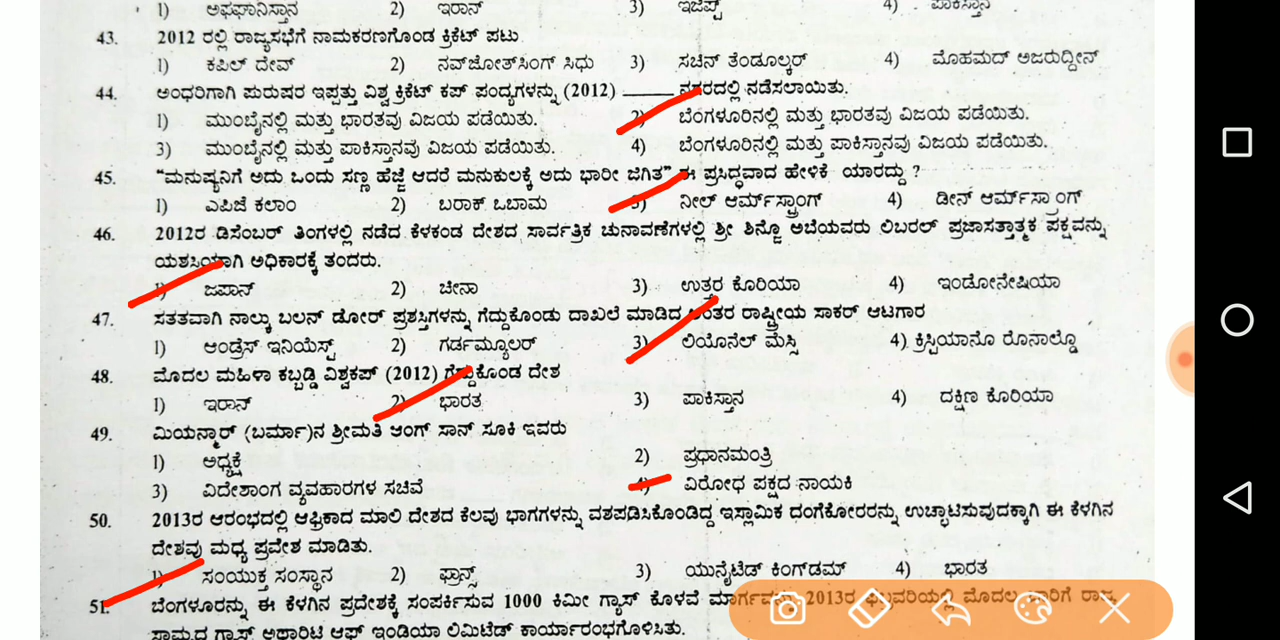 1) ಅಫಘಾನಿಸ್ತಾನ 2) ಇರಾನ್ 3) ಇಜಿಪ್ಟ್ 4) ಪಾಕಿಸ್ತಾನ
43. 2012 ರಲ್ಲಿ ರಾಜ್ಯಸಭೆಗೆ ನಾಮಕರಣಗೊಂಡ ಕ್ರಿಕೆಟ್ ಪಟು
1) ಕಪಿಲ್ ದೇವ್ 2) ನವ್‌ಜೋತ್‌ಸಿಂಗ್ ಸಿಧು 3) ಸಚಿನ್ ತೆಂಡೂಲ್ಕರ್ 4) ಮೊಹಮದ್ ಅಜರುದ್ದೀನ್
44. ಅಂಧರಿಗಾಗಿ ಪುರುಷರ ಇಪ್ಪತ್ತು ವಿಶ್ವ ಕ್ರಿಕೆಟ್ ಕಪ್ ಪಂದ್ಯಗಳನ್ನು (2012) _____ ನಗರದಲ್ಲಿ ನಡೆಸಲಾಯಿತು.
1) ಮುಂಬೈನಲ್ಲಿ ಮತ್ತು ಭಾರತವು ವಿಜಯ ಪಡೆಯಿತು. 2) ಬೆಂಗಳೂರಿನಲ್ಲಿ ಮತ್ತು ಭಾರತವು ವಿಜಯ ಪಡೆಯಿತು.
3) ಮುಂಬೈನಲ್ಲಿ ಮತ್ತು ಪಾಕಿಸ್ತಾನವು ವಿಜಯ ಪಡೆಯಿತು. 4) ಬೆಂಗಳೂರಿನಲ್ಲಿ ಮತ್ತು ಪಾಕಿಸ್ತಾನವು ವಿಜಯ ಪಡೆಯಿತು.
45. “ಮನುಷ್ಯನಿಗೆ ಅದು ಒಂದು ಸಣ್ಣ ಹೆಜ್ಜೆ ಆದರೆ ಮನುಕುಲಕ್ಕೆ ಅದು ಭಾರೀ ಜಿಗಿತ” ಈ ಪ್ರಸಿದ್ಧವಾದ ಹೇಳಿಕೆ ಯಾರದ್ದು ?
1) ಎಪಿಜೆ ಕಲಾಂ 2) ಬರಾಕ್ ಒಬಾಮ 3) ನೀಲ್ ಆರ್ಮ್‌ಸ್ಟ್ರಾಂಗ್ 4) ಡೀನ್ ಆರ್ಮ್‌ಸಾ ಂಗ್
46. 2012ರ ಡಿಸೆಂಬರ್ ತಿಂಗಳಲ್ಲಿ ನಡೆದ ಕೆಳಕಂಡ ದೇಶದ ಸಾರ್ವತ್ರಿಕ ಚುನಾವಣೆಗಳಲ್ಲಿ ಶ್ರೀ ಶಿನ್ಜೊ ಅಬೆಯವರು ಲಿಬರಲ್ ಪ್ರಜಾಸತ್ತಾತ್ಮಕ ಪಕ್ಷವನ್ನು
ಯಶಸ್ವಿಯಾಗಿ ಅಧಿಕಾರಕ್ಕೆ ತಂದರು.
1) ಜಪಾನ್ 2) ಚೀನಾ 3) ಉತ್ತರ ಕೊರಿಯಾ 4) ಇಂಡೋನೇಷಿಯಾ
47. ಸತತವಾಗಿ ನಾಲ್ಕು ಬಲನ್ ಡೋರ್ ಪ್ರಶಸ್ತಿಗಳನ್ನು ಗೆದ್ದುಕೊಂಡು ದಾಖಲೆ ಮಾಡಿದ ಅಂತರ ರಾಷ್ಟ್ರೀಯ ಸಾಕರ್ ಆಟಗಾರ
1) ಆಂಡ್ರೆಸ್ ಇನಿಯೆಸ್ಟ್ 2) ಗರ್ಡಮ್ಯೂಲರ್ 3) ಲಿಯೊನೆಲ್ ಮೆಸ್ಸಿ 4) ಕ್ರಿಸ್ಟಿಯಾನೊ ರೊನಾಲ್ಡೊ
48. ಮೊದಲ ಮಹಿಳಾ ಕಬ್ಬಡ್ಡಿ ವಿಶ್ವಕಪ್ (2012) ಗೆದ್ದುಕೊಂಡ ದೇಶ
1) ಇರಾನ್ 2) ಭಾರತ 3) ಪಾಕಿಸ್ತಾನ 4) ದಕ್ಷಿಣ ಕೊರಿಯಾ
49. ಮಿಯನ್ಮಾರ್ (ಬರ್ಮಾ)ನ ಶ್ರೀಮತಿ ಆಂಗ್ ಸಾನ್ ಸೂಕಿ ಇವರು
1) ಅಧ್ಯಕ್ಷೆ 2) ಪ್ರಧಾನಮಂತ್ರಿ
3) ವಿದೇಶಾಂಗ ವ್ಯವಹಾರಗಳ ಸಚಿವೆ 4) ವಿರೋಧ ಪಕ್ಷದ ನಾಯಕಿ
50. 2013ರ ಆರಂಭದಲ್ಲಿ ಆಫ್ರಿಕಾದ ಮಾಲಿ ದೇಶದ ಕೆಲವು ಭಾಗಗಳನ್ನು ವಶಪಡಿಸಿಕೊಂಡಿದ್ದ ಇಸ್ಲಾಮಿಕ ದಂಗೆಕೋರರನ್ನು ಉಚ್ಛಾಟಿಸುವುದಕ್ಕಾಗಿ ಈ ಕೆಳಗಿನ
ದೇಶವು ಮಧ್ಯ ಪ್ರವೇಶ ಮಾಡಿತು.
1) ಸಂಯುಕ್ತ ಸಂಸ್ಥಾನ 2) ಫ್ರಾನ್ಸ್ 3) ಯುನೈಟೆಡ್ ಕಿಂಗ್‌ಡಮ್ 4) ಭಾರತ
51. ಬೆಂಗಳೂರನ್ನು ಈ ಕೆಳಗಿನ ಪ್ರದೇಶಕ್ಕೆ ಸಂಪರ್ಕಿಸುವ 1000 ಕಿಮೀ ಗ್ಯಾಸ್ ಕೊಳವೆ ಮಾರ್ಗವನ್ನು 2013ರ ಫೆಬ್ರವರಿಯಲ್ಲಿ ಮೊದಲ ಬಾರಿಗೆ ರಾಷ್ಟ್ರ
ಸಾಮ್ಯದ ಗ್ಯಾಸ್ ಅಥಾರಿಟಿ ಆಫ್ ಇಂಡಿಯಾ ಲಿಮಿಟೆಡ್ ಕಾರ್ಯಾರಂಭಗೊಳಿಸಿತು.